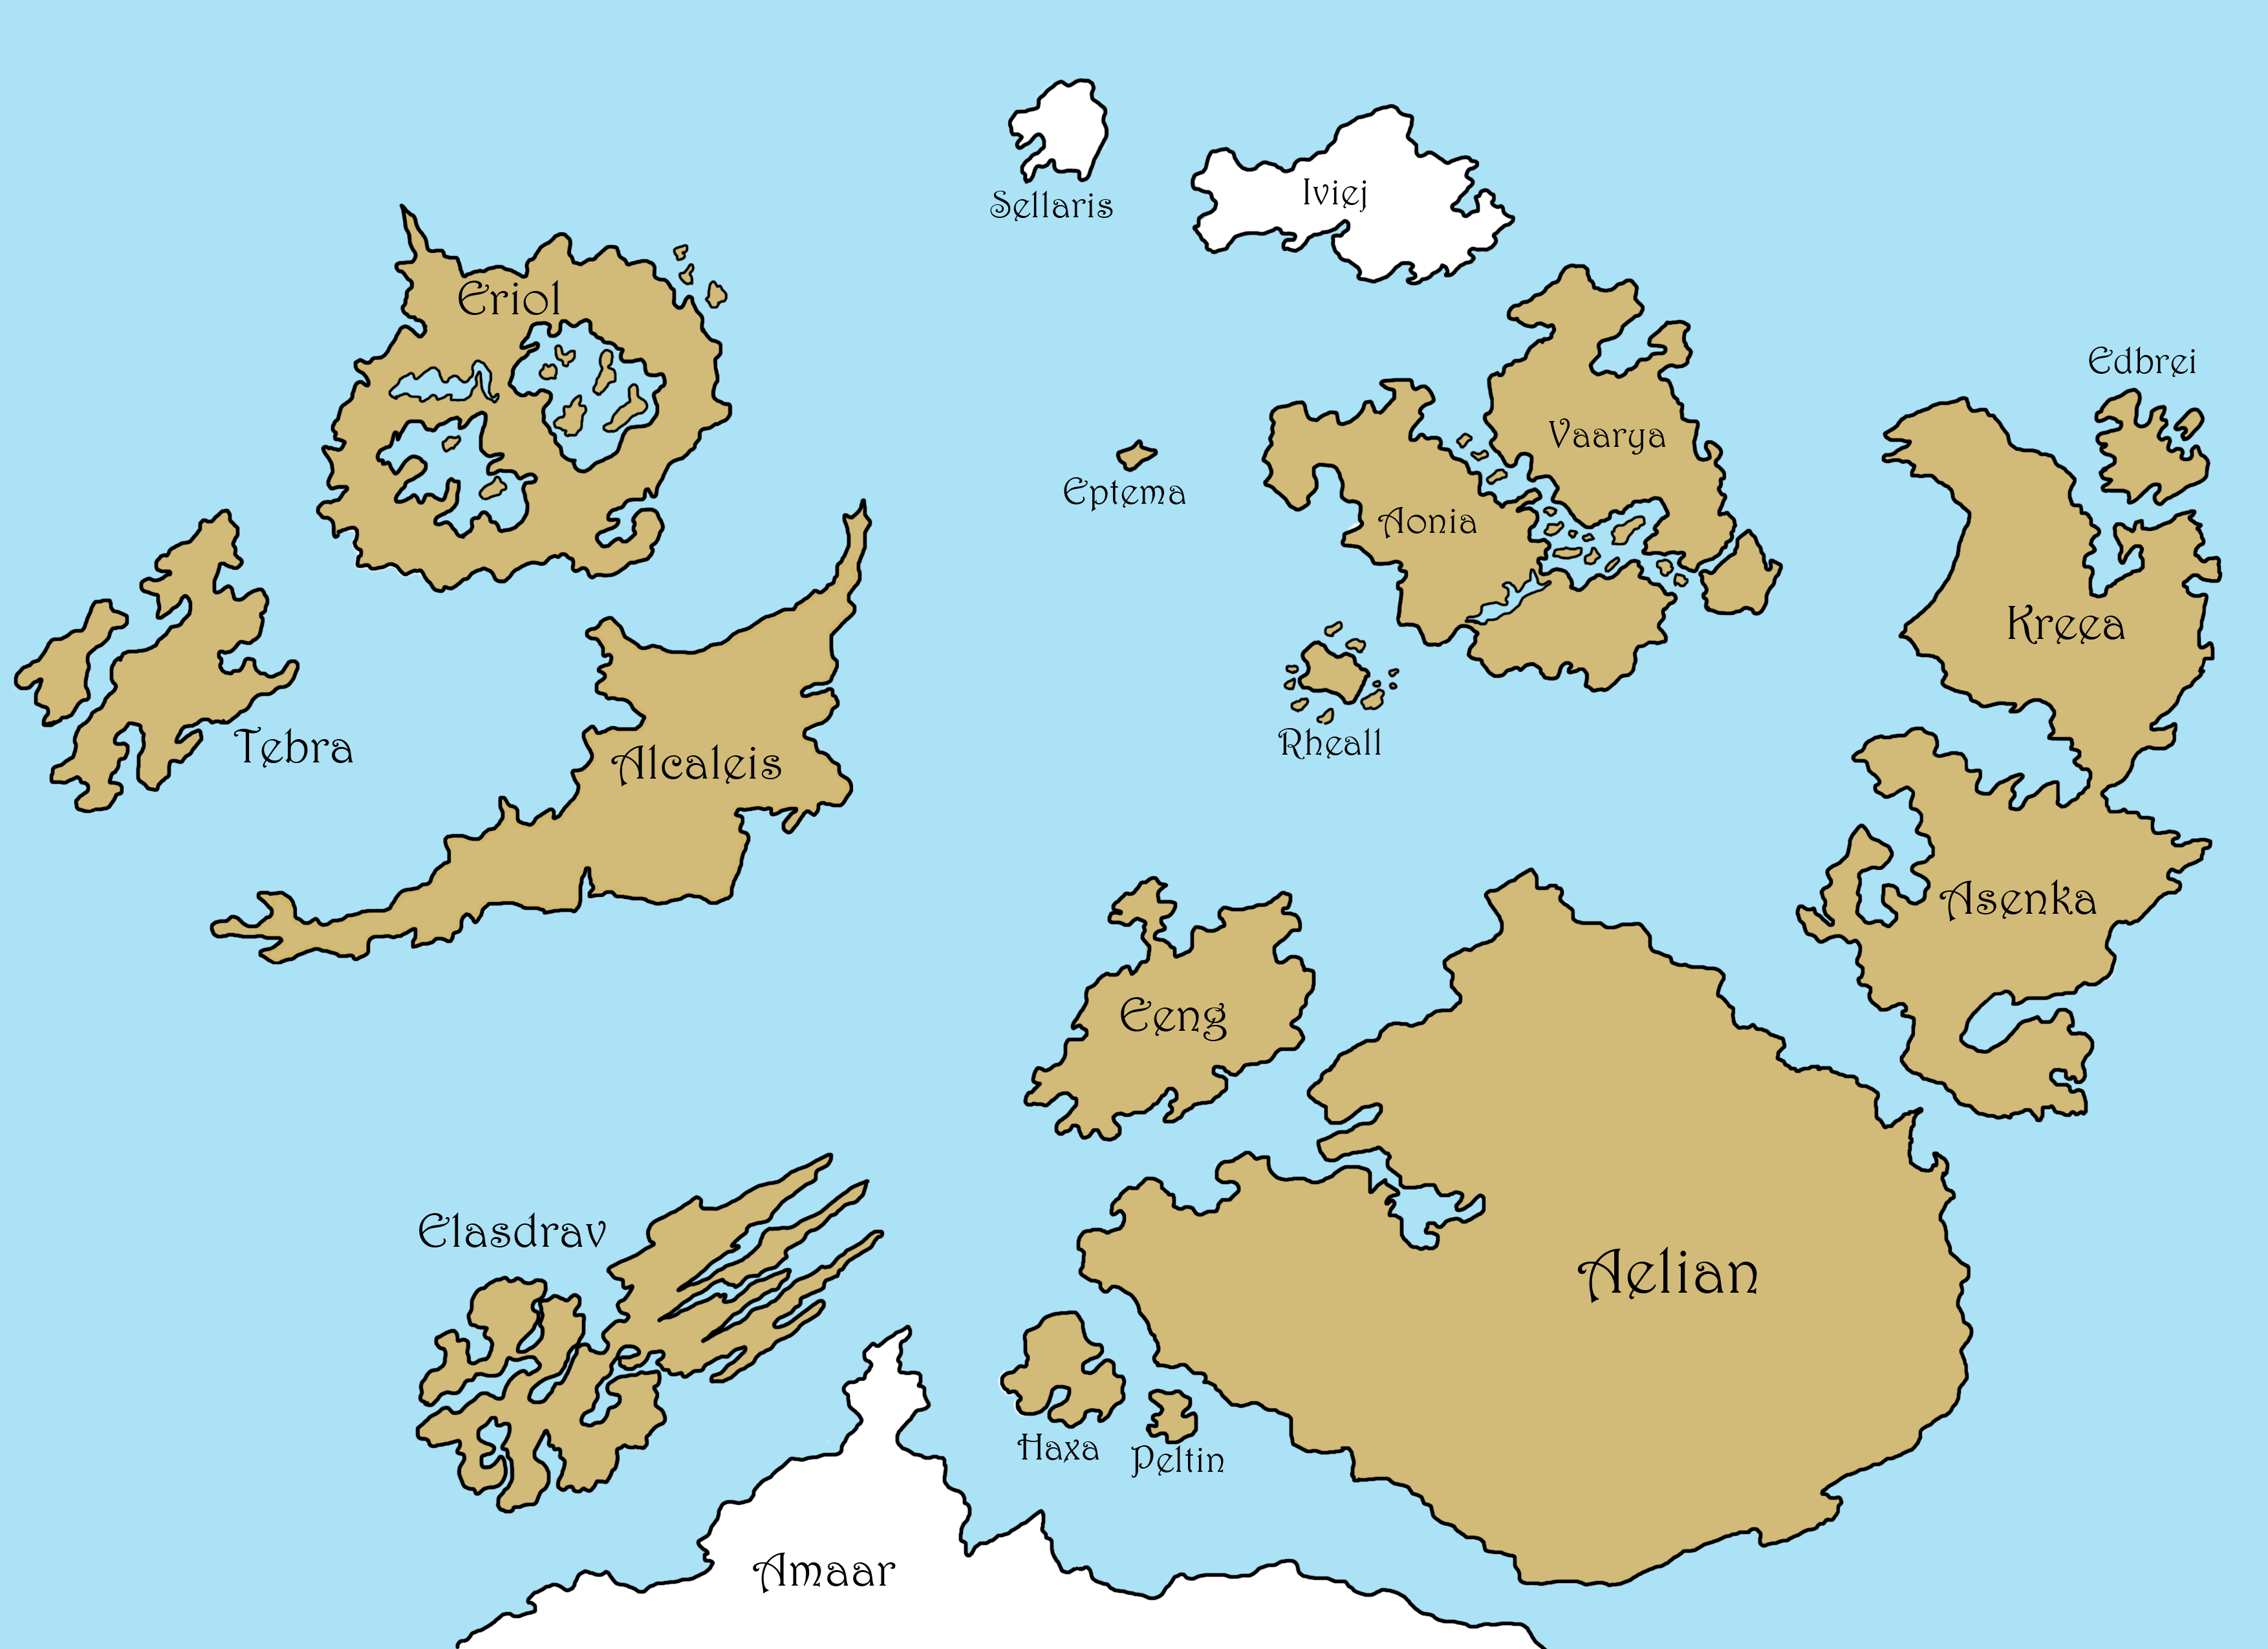 Sellaris
Iviej
Eriol
Edbrei
Vaarya
Eptema
Aonia
Kreea
Tebra
Rheall
Alcaleis
Asenka
Eeng
Elasdrav
Aelian
Haxa
Peltin
Amaar